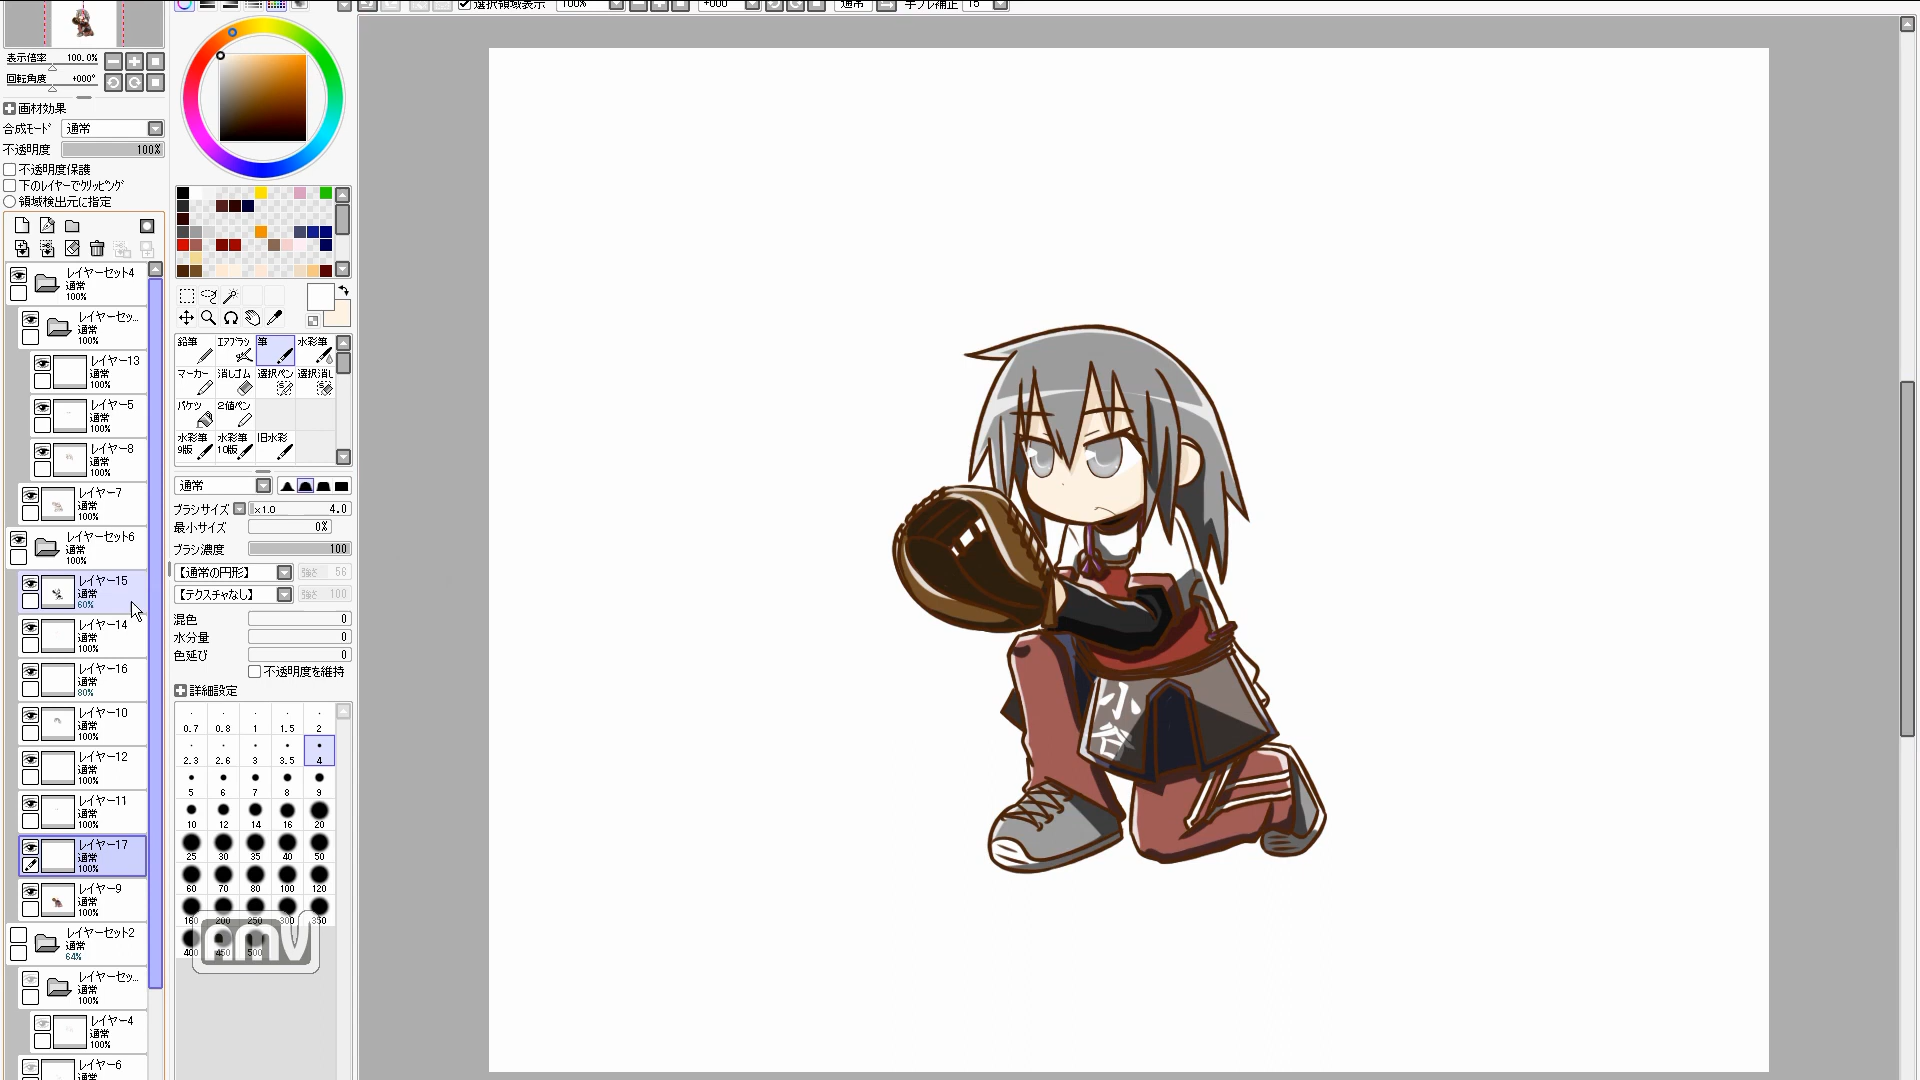 選択領域表示 100% +000° 通常 手ブレ補正 15
表示倍率 100.0%
回転角度 +000°
画材効果
合成モード 通常
不透明度 100%
不透明度保護
下のレイヤーでクリッピング
領域検出元に指定
レイヤーセット4
通常
100%
レイヤーセッ...
通常
100%
レイヤー13
通常
100%
レイヤー5
通常
100%
レイヤー8
通常
100%
レイヤー7
通常
100%
レイヤーセット6
通常
100%
レイヤー15
通常
60%
レイヤー14
通常
100%
レイヤー16
通常
80%
レイヤー10
通常
100%
レイヤー12
通常
100%
レイヤー11
通常
100%
レイヤー17
通常
100%
レイヤー9
通常
100%
レイヤーセット2
通常
64%
レイヤーセッ...
通常
100%
レイヤー4
通常
100%
レイヤー6
通常
鉛筆 エアブラシ 筆 水彩筆
マーカー 消しゴム 選択ペン 選択消し
バケツ 2値ペン
水彩筆 水彩筆 旧水彩
9版 10版
通常
ブラシサイズ x1.0 4.0
最小サイズ 0%
ブラシ濃度 100
【通常の円形】 強さ 56
【テクスチャなし】 強さ 100
混色 0
水分量 0
色延び 0
不透明度を維持
詳細設定
0.7 0.8 1 1.5 2
2.3 2.6 3 3.5 4
5 6 7 8 9
10 12 14 16 20
25 30 35 40 50
60 70 80 100 120
160 200 250 300 350
400 450 500
AMV
小谷